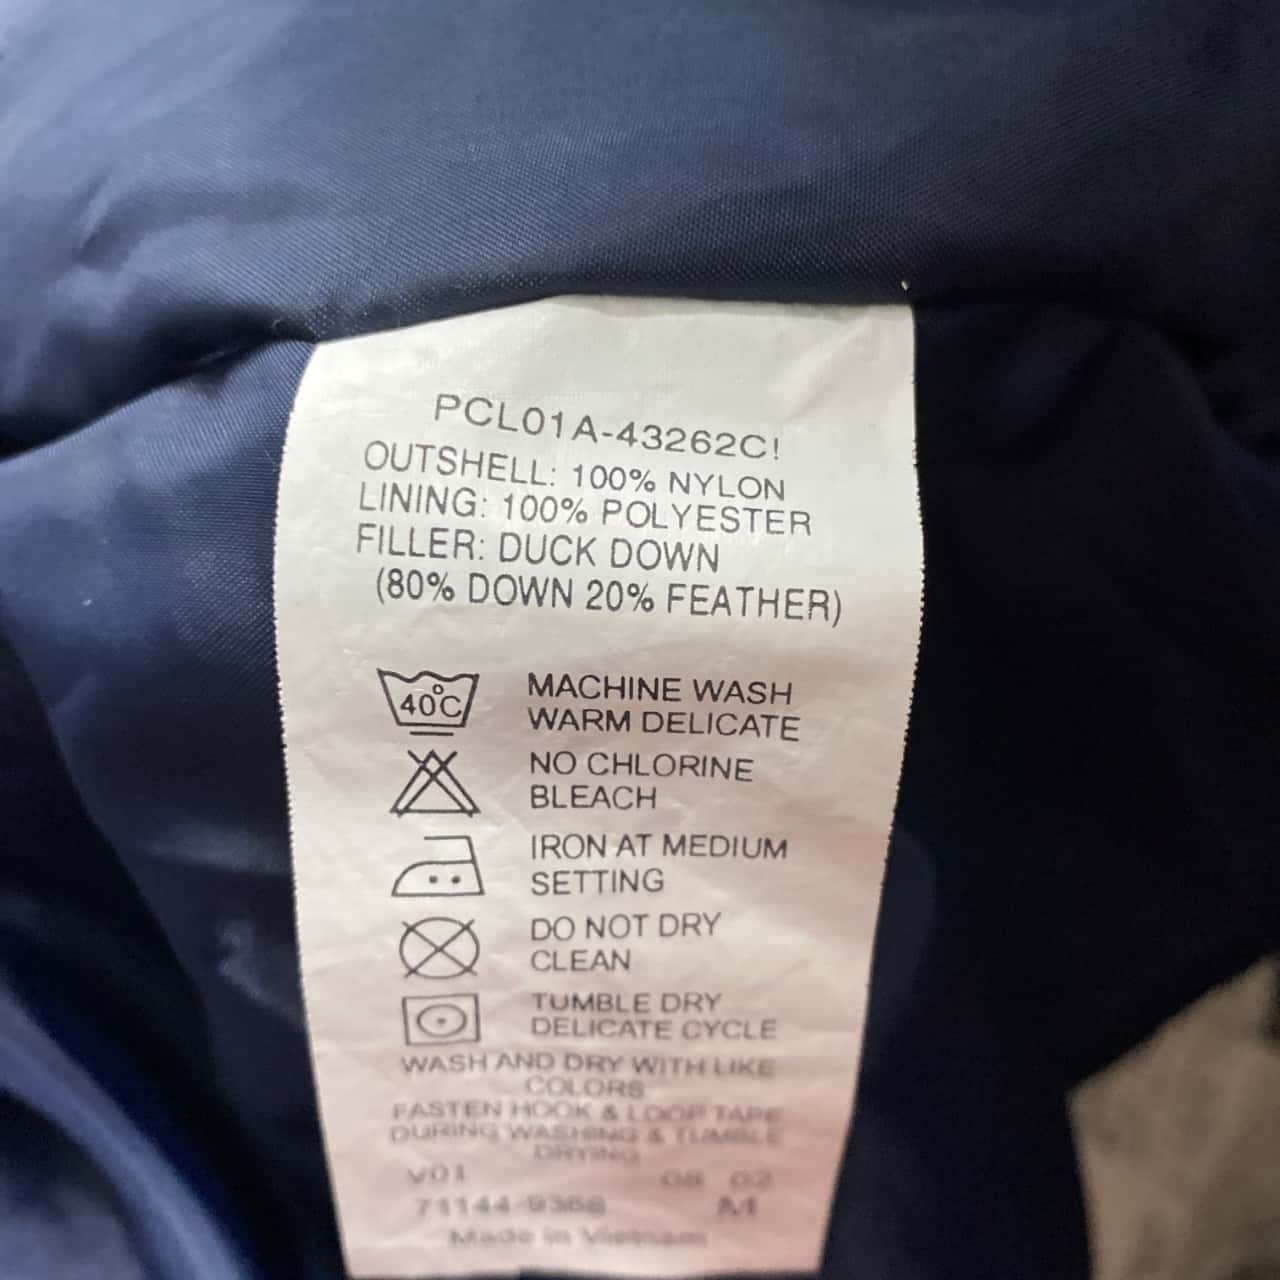 PCL01A-43262C!
OUTSHELL: 100% NYLON
LINING: 100% POLYESTER
FILLER: DUCK DOWN
(80% DOWN 20% FEATHER)
40°C
MACHINE WASH
WARM DELICATE
NO CHLORINE
BLEACH
IRON AT MEDIUM
SETTING
DO NOT DRY
CLEAN
TUMBLE DRY
DELICATE CYCLE
WASH AND DRY WITH LIKE
COLORS
FASTEN HOOK & LOOP TAPE
DURING WASHING & TUMBLE
DRYING
V01 08 02
71144-9368 M
Made in Vietnam